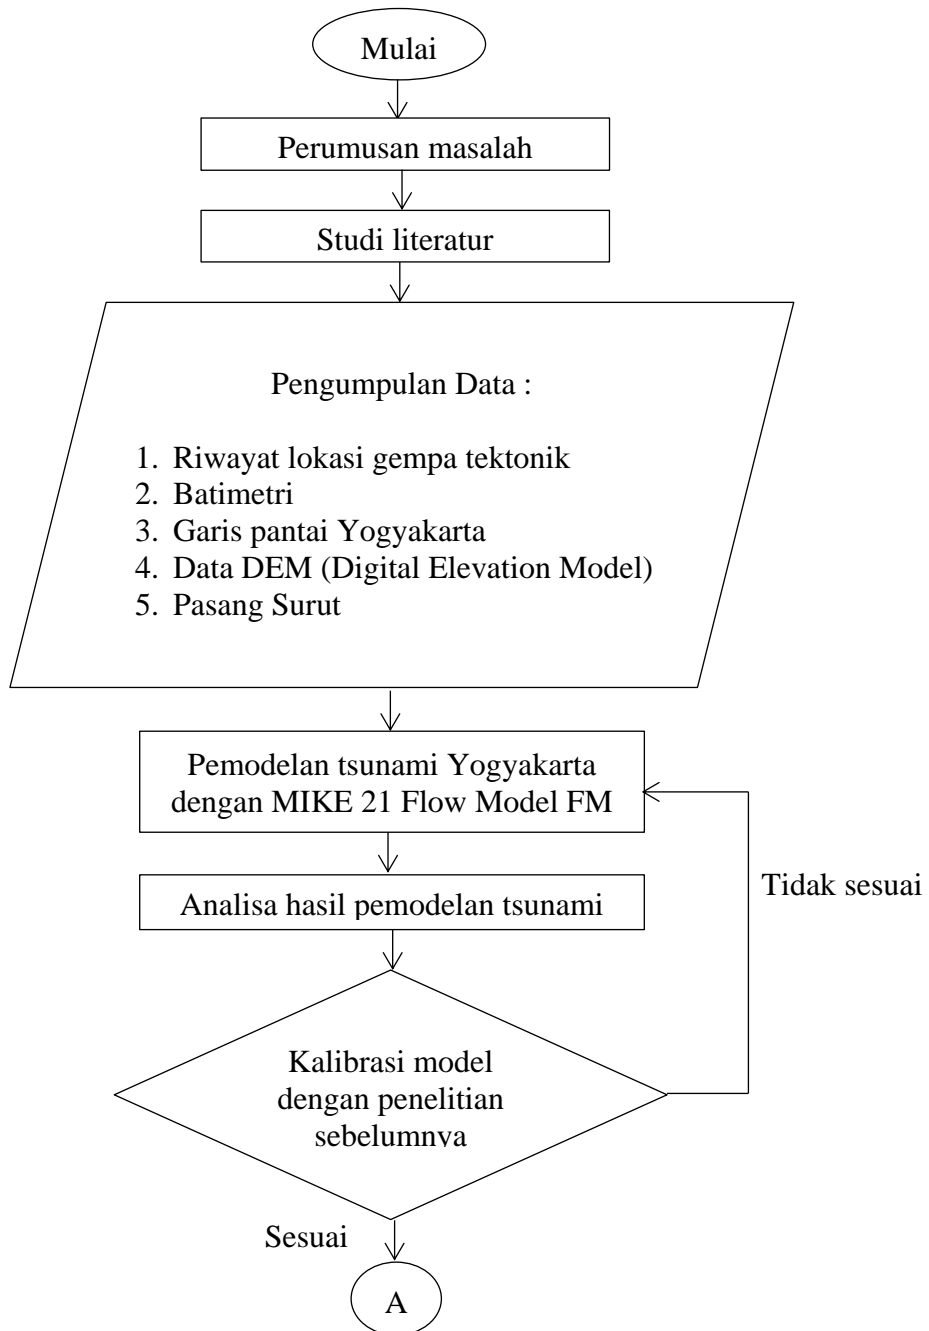 Mulai
Perumusan masalah
Studi literatur
Pengumpulan Data :
1. Riwayat lokasi gempa tektonik
2. Batimetri
3. Garis pantai Yogyakarta
4. Data DEM (Digital Elevation Model)
5. Pasang Surut
Pemodelan tsunami Yogyakarta
dengan MIKE 21 Flow Model FM
Tidak sesuai
Analisa hasil pemodelan tsunami
Kalibrasi model
dengan penelitian
sebelumnya
Sesuai
A